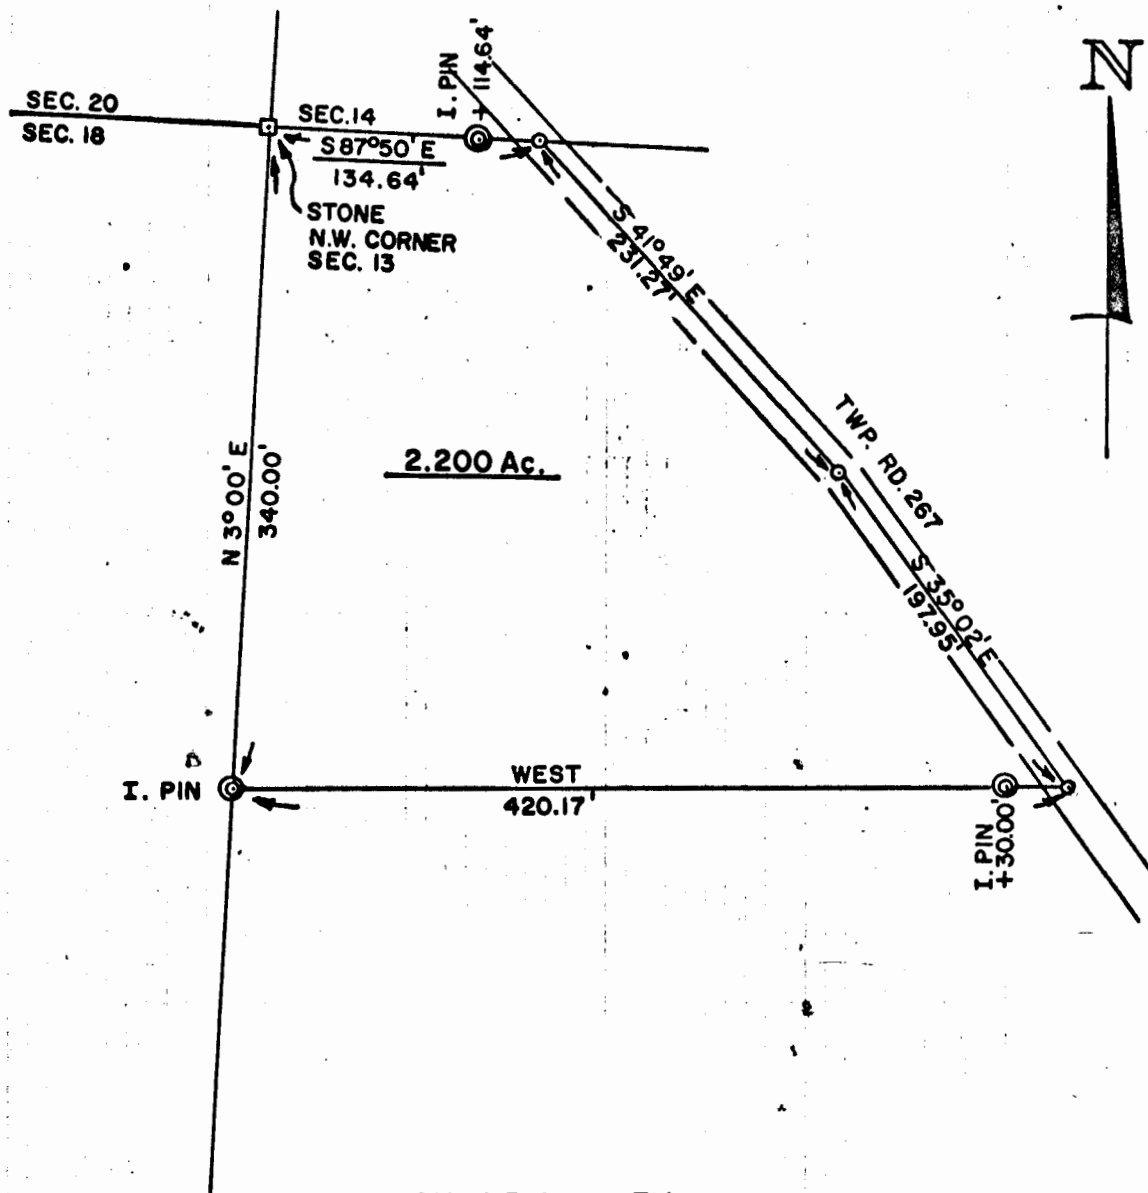 N
I. PIN
+ 114.64'
SEC. 20
SEC. 18
SEC. 14
S 87° 50' E
134.64'
STONE
N.W. CORNER
SEC. 13
S 41° 49' E
231.27'
TWP. RD. 267
2.200 Ac.
N 3° 00' E
340.00'
S 35° 02' E
197.95'
I. PIN
WEST
420.17'
I. PIN
+30.00'